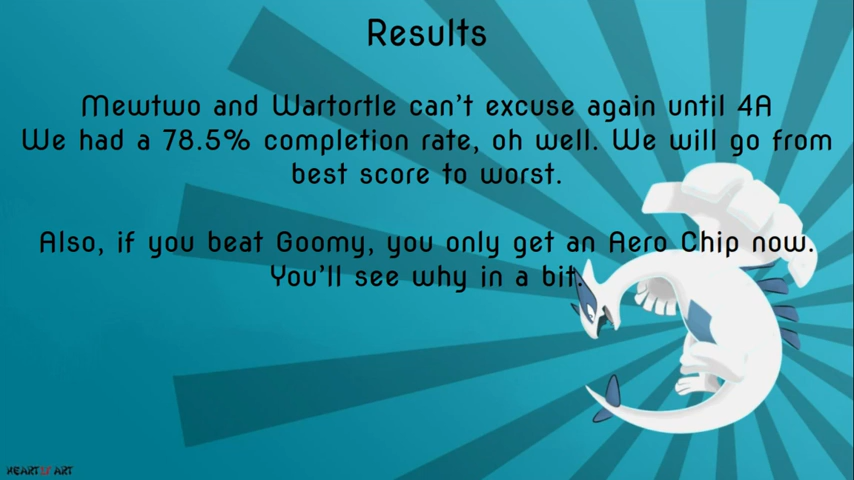 Results
Mewtwo and Wartortle can't excuse again until 4A
We had a 78.5% completion rate, oh well. We will go from
best score to worst.
Also, if you beat Goomy, you only get an Aero Chip now.
You'll see why in a bit.
HEART IS ART